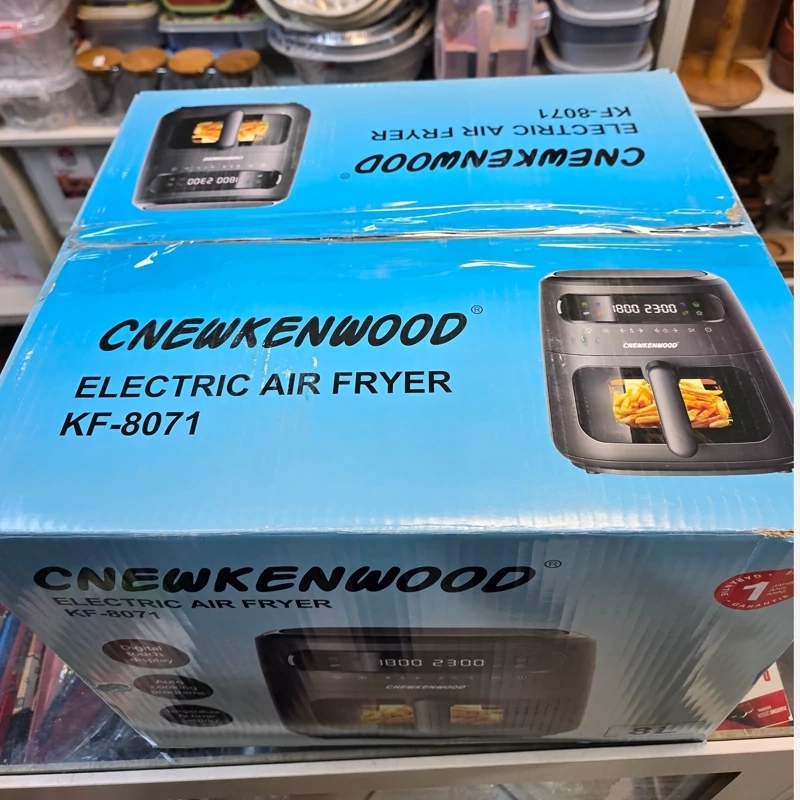 KF-8071
ELECTRIC AIR FRYER
CNEWKENWOOD
1800 2300
CNEWKENWOOD®
ELECTRIC AIR FRYER
KF-8071
1800 2300
CNEWKENWOOD
CNEWKENWOOD®
ELECTRIC AIR FRYER
KF-8071
Digital
touch
display
1800 2300
CNEWKENWOOD
1
8L